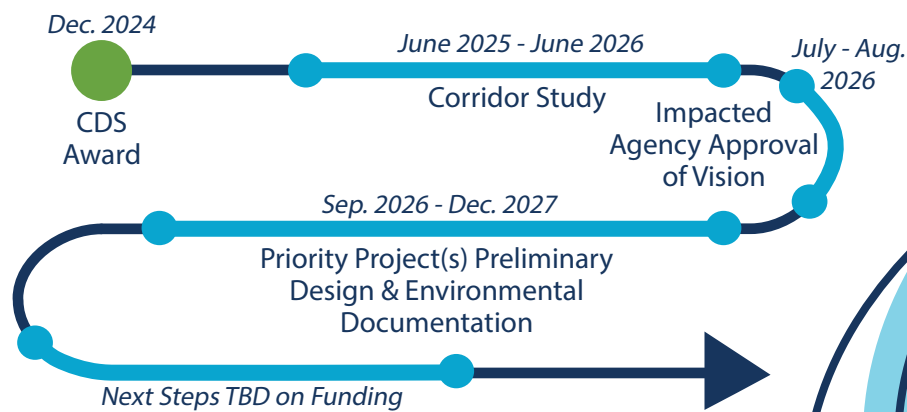 Dec. 2024
CDS
Award
June 2025 - June 2026
Corridor Study
July - Aug.
2026
Impacted
Agency Approval
of Vision
Sep. 2026 - Dec. 2027
Priority Project(s) Preliminary
Design & Environmental
Documentation
Next Steps TBD on Funding